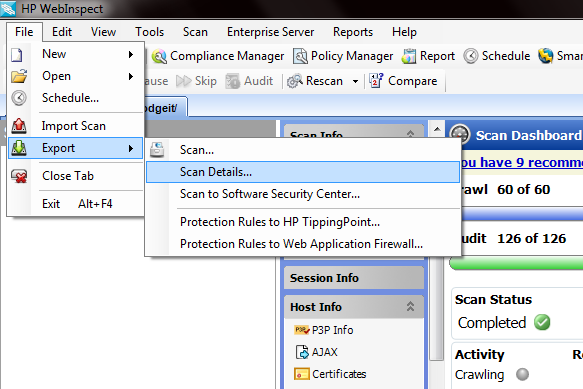 HP WebInspect
File Edit View Tools Scan Enterprise Server Reports Help
Compliance Manager Policy Manager Report Schedule Smar
ause Skip Audit Rescan Compare
odgeit/
New
Open
Schedule...
Import Scan
Export
Close Tab
Exit Alt+F4
Scan...
Scan Details...
Scan to Software Security Center...
Protection Rules to HP TippingPoint...
Protection Rules to Web Application Firewall...
Scan Info
Session Info
Host Info
P3P Info
AJAX
Certificates
Scan Dashboard
ou have 9 recomme
rawl 60 of 60
udit 126 of 126
Scan Status
Completed
Activity Re
Crawling